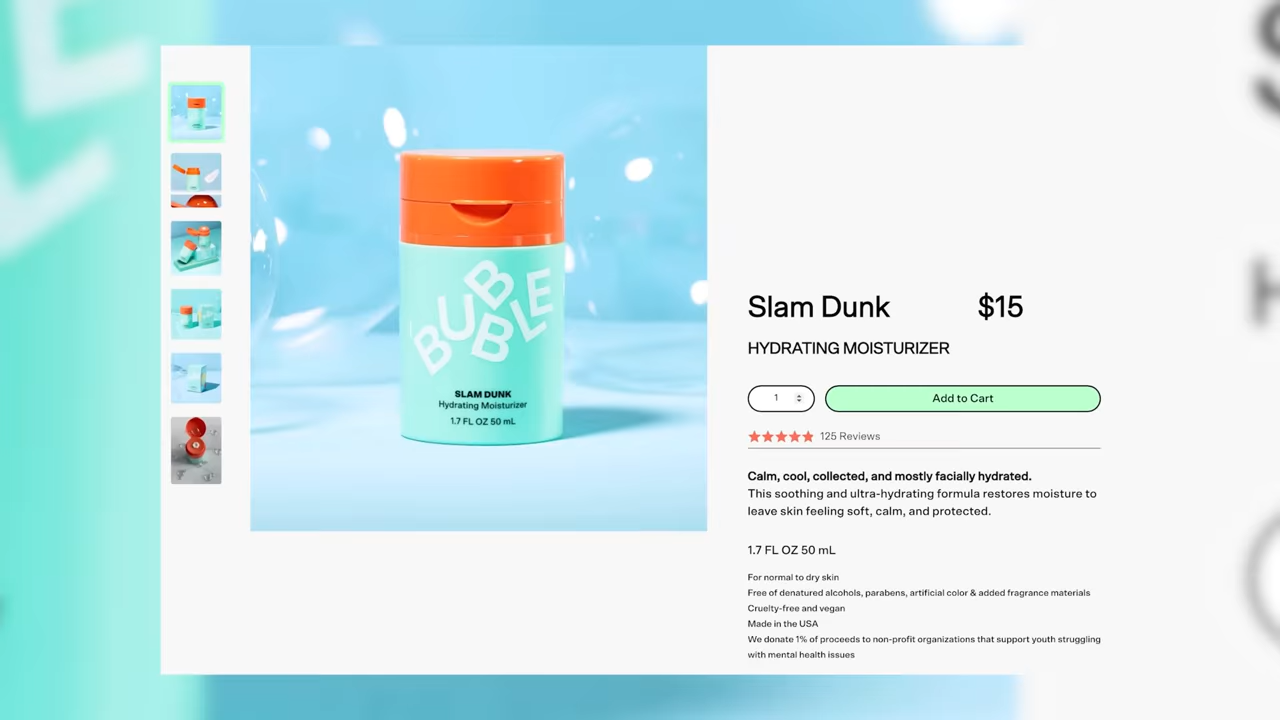 BUBBLE
SLAM DUNK
Hydrating Moisturizer
1.7 FL OZ 50 mL
Slam Dunk $15
HYDRATING MOISTURIZER
1 Add to Cart
125 Reviews
Calm, cool, collected, and mostly facially hydrated.
This soothing and ultra-hydrating formula restores moisture to
leave skin feeling soft, calm, and protected.
1.7 FL OZ 50 mL
For normal to dry skin
Free of denatured alcohols, parabens, artificial color & added fragrance materials
Cruelty-free and vegan
Made in the USA
We donate 1% of proceeds to non-profit organizations that support youth struggling
with mental health issues